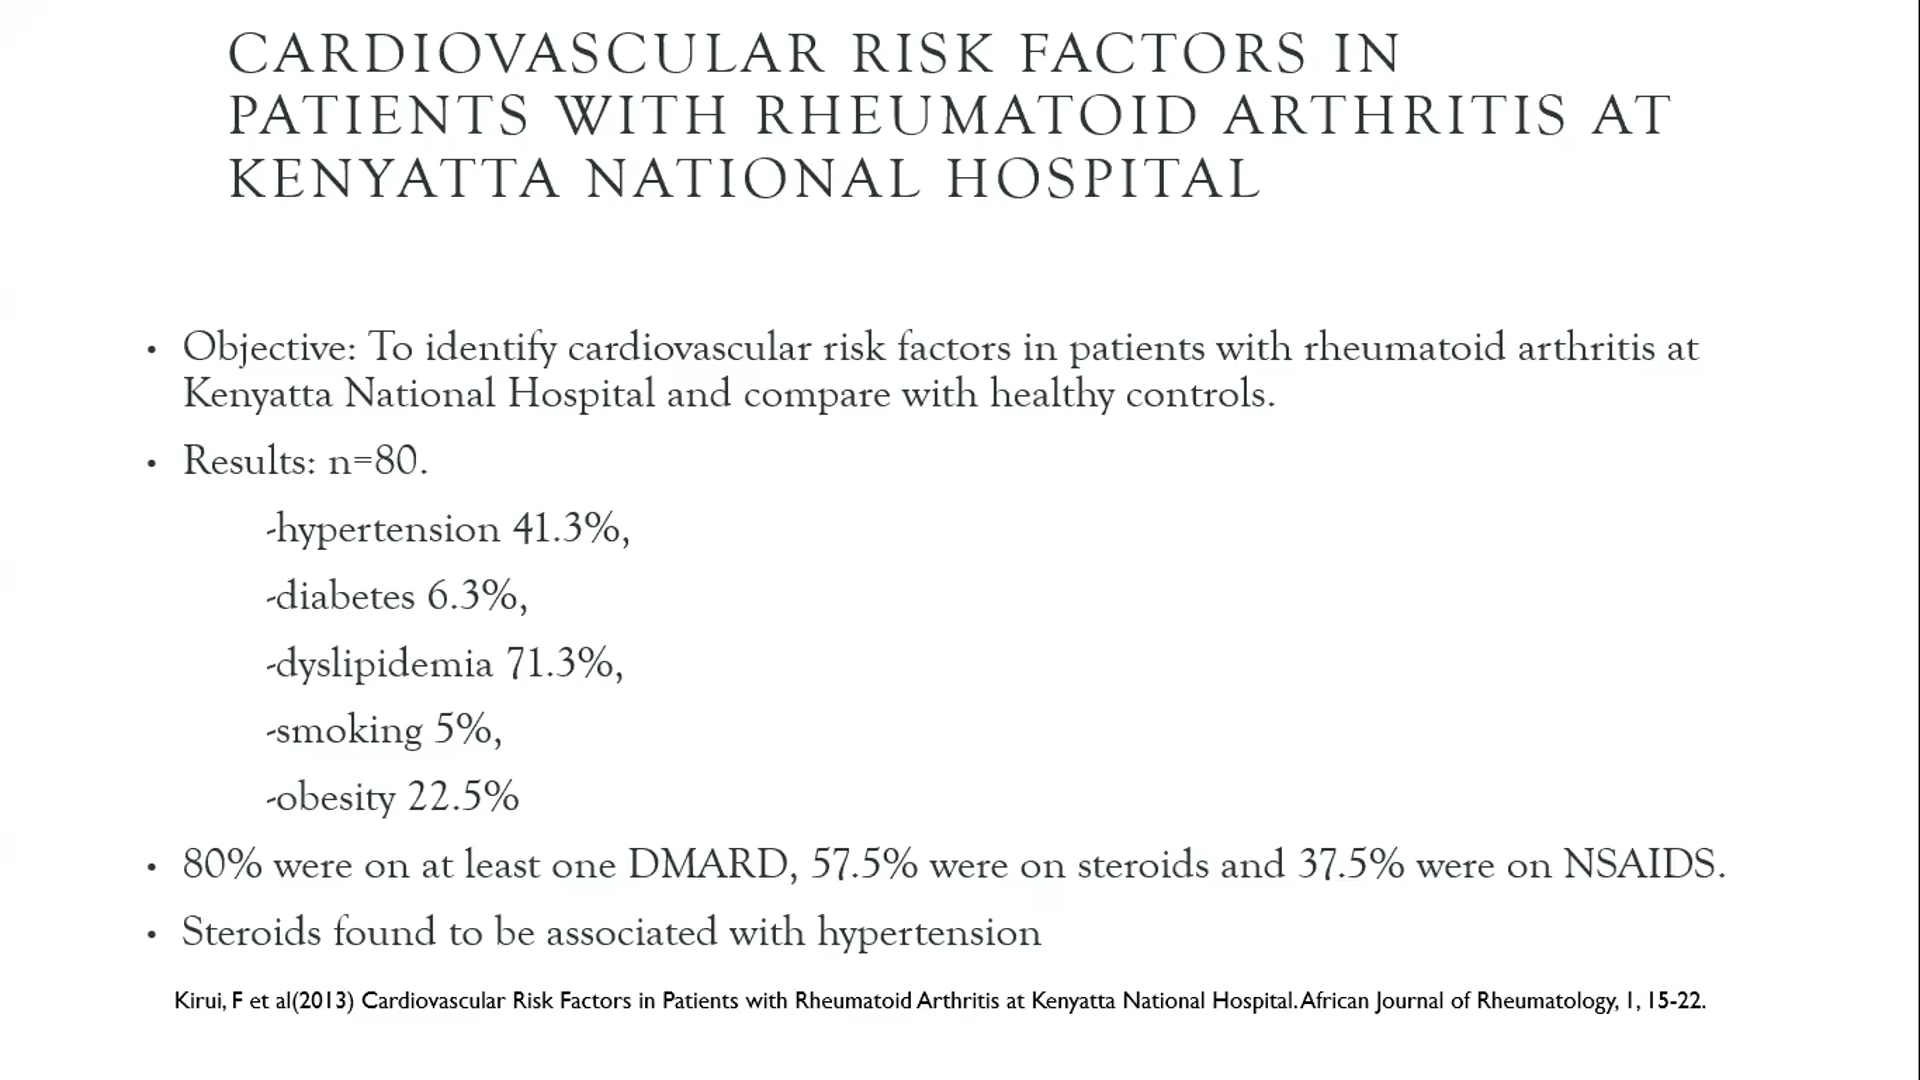 CARDIOVASCULAR RISK FACTORS IN
PATIENTS WITH RHEUMATOID ARTHRITIS AT
KENYATTA NATIONAL HOSPITAL
• Objective: To identify cardiovascular risk factors in patients with rheumatoid arthritis at
Kenyatta National Hospital and compare with healthy controls.
• Results: n=80.
-hypertension 41.3%,
-diabetes 6.3%,
-dyslipidemia 71.3%,
-smoking 5%,
-obesity 22.5%
• 80% were on at least one DMARD, 57.5% were on steroids and 37.5% were on NSAIDS.
• Steroids found to be associated with hypertension
Kirui, F et al(2013) Cardiovascular Risk Factors in Patients with Rheumatoid Arthritis at Kenyatta National Hospital. African Journal of Rheumatology, 1, 15-22.